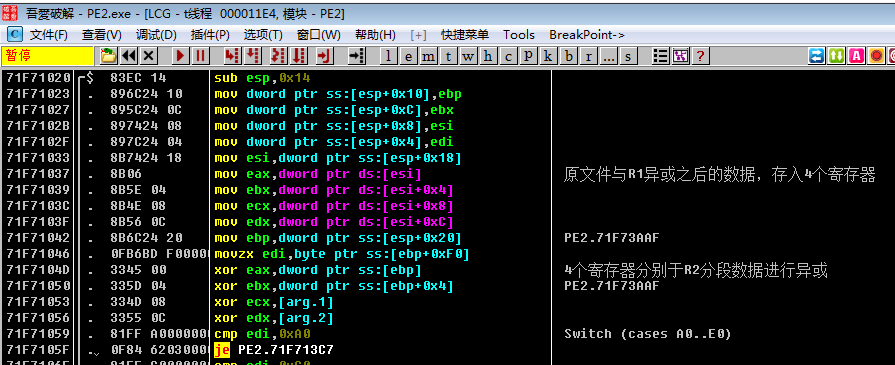 吾愛破解 - PE2.exe - [LCG - t线程 000011E4, 模块 - PE2]
C 文件(F) 查看(V) 调试(D) 插件(P) 选项(T) 窗口(W) 帮助(H) [+] 快捷菜单 Tools BreakPoint->
暂停 l e m t w h c p k b r ... s ?
71F71020 $ 83EC 14 sub esp,0x14
71F71023 . 896C24 10 mov dword ptr ss:[esp+0x10],ebp
71F71027 . 895C24 0C mov dword ptr ss:[esp+0xC],ebx
71F7102B . 897424 08 mov dword ptr ss:[esp+0x8],esi
71F7102F . 897C24 04 mov dword ptr ss:[esp+0x4],edi
71F71033 . 8B7424 18 mov esi,dword ptr ss:[esp+0x18]
71F71037 . 8B06 mov eax,dword ptr ds:[esi] 原文件与R1异或之后的数据，存入4个寄存器
71F71039 . 8B5E 04 mov ebx,dword ptr ds:[esi+0x4]
71F7103C . 8B4E 08 mov ecx,dword ptr ds:[esi+0x8]
71F7103F . 8B56 0C mov edx,dword ptr ds:[esi+0xC]
71F71042 . 8B6C24 20 mov ebp,dword ptr ss:[esp+0x20] PE2.71F73AAF
71F71046 . 0FB6BD F00000 movzx edi,byte ptr ss:[ebp+0xF0]
71F7104D . 3345 00 xor eax,dword ptr ss:[ebp] 4个寄存器分别于R2分段数据进行异或
71F71050 . 335D 04 xor ebx,dword ptr ss:[ebp+0x4] PE2.71F73AAF
71F71053 . 334D 08 xor ecx,[arg.1]
71F71056 . 3355 0C xor edx,[arg.2]
71F71059 . 81FF A0000000 cmp edi,0xA0 Switch (cases A0..E0)
71F7105F . 0F84 62030000 je PE2.71F713C7